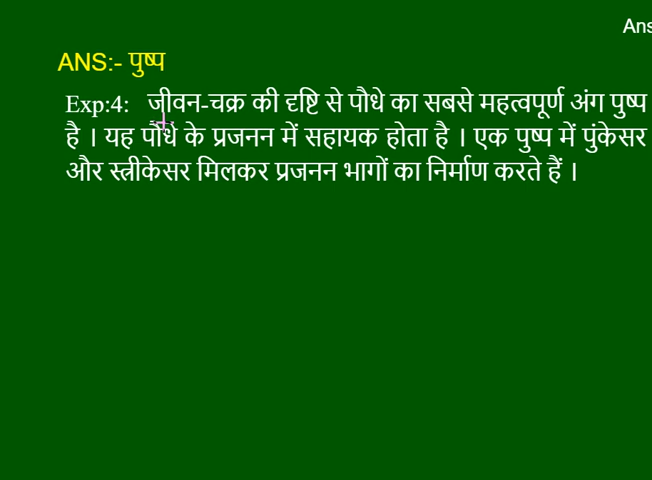 Ans
ANS:- पुष्प
Exp:4: जीवन-चक्र की दृष्टि से पौधे का सबसे महत्वपूर्ण अंग पुष्प
है । यह पौधे के प्रजनन में सहायक होता है । एक पुष्प में पुंकेसर
और स्त्रीकेसर मिलकर प्रजनन भागों का निर्माण करते हैं ।